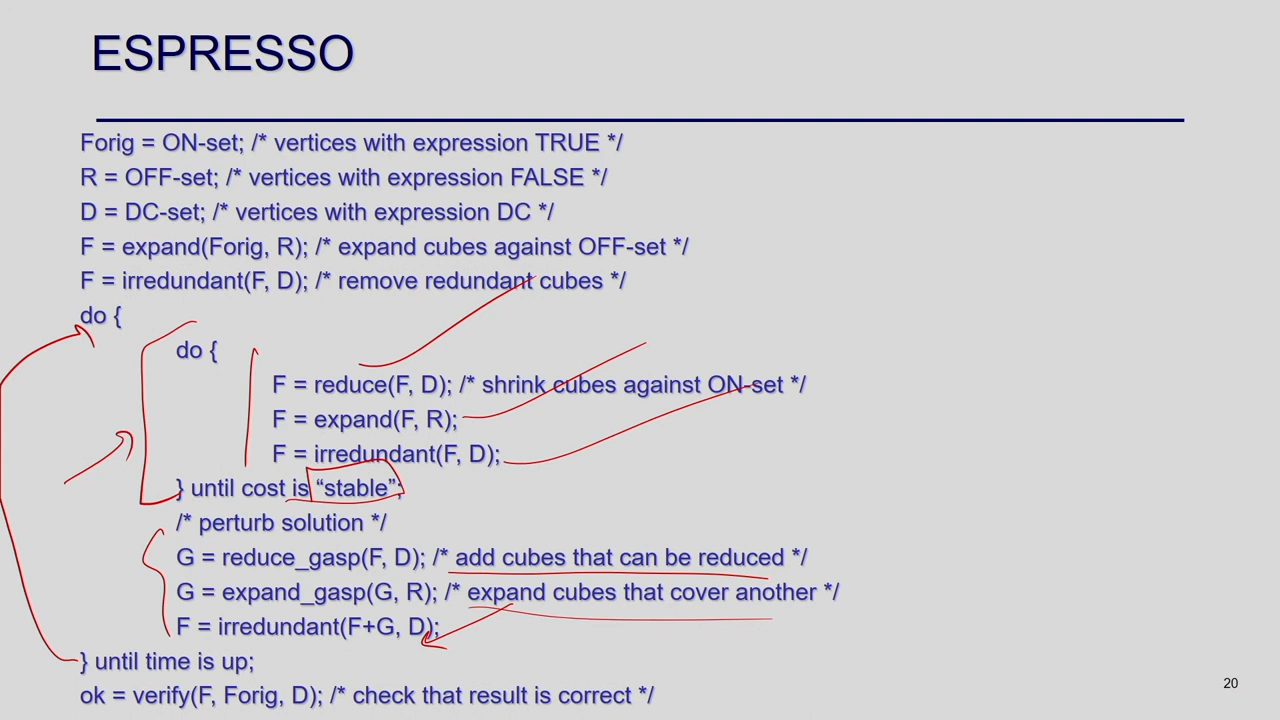 ESPRESSO
Forig = ON-set; /* vertices with expression TRUE */
R = OFF-set; /* vertices with expression FALSE */
D = DC-set; /* vertices with expression DC */
F = expand(Forig, R); /* expand cubes against OFF-set */
F = irredundant(F, D); /* remove redundant cubes */
do {
do {
F = reduce(F, D); /* shrink cubes against ON-set */
F = expand(F, R);
F = irredundant(F, D);
} until cost is “stable”;
/* perturb solution */
G = reduce_gasp(F, D); /* add cubes that can be reduced */
G = expand_gasp(G, R); /* expand cubes that cover another */
F = irredundant(F+G, D);
} until time is up;
ok = verify(F, Forig, D); /* check that result is correct */
20